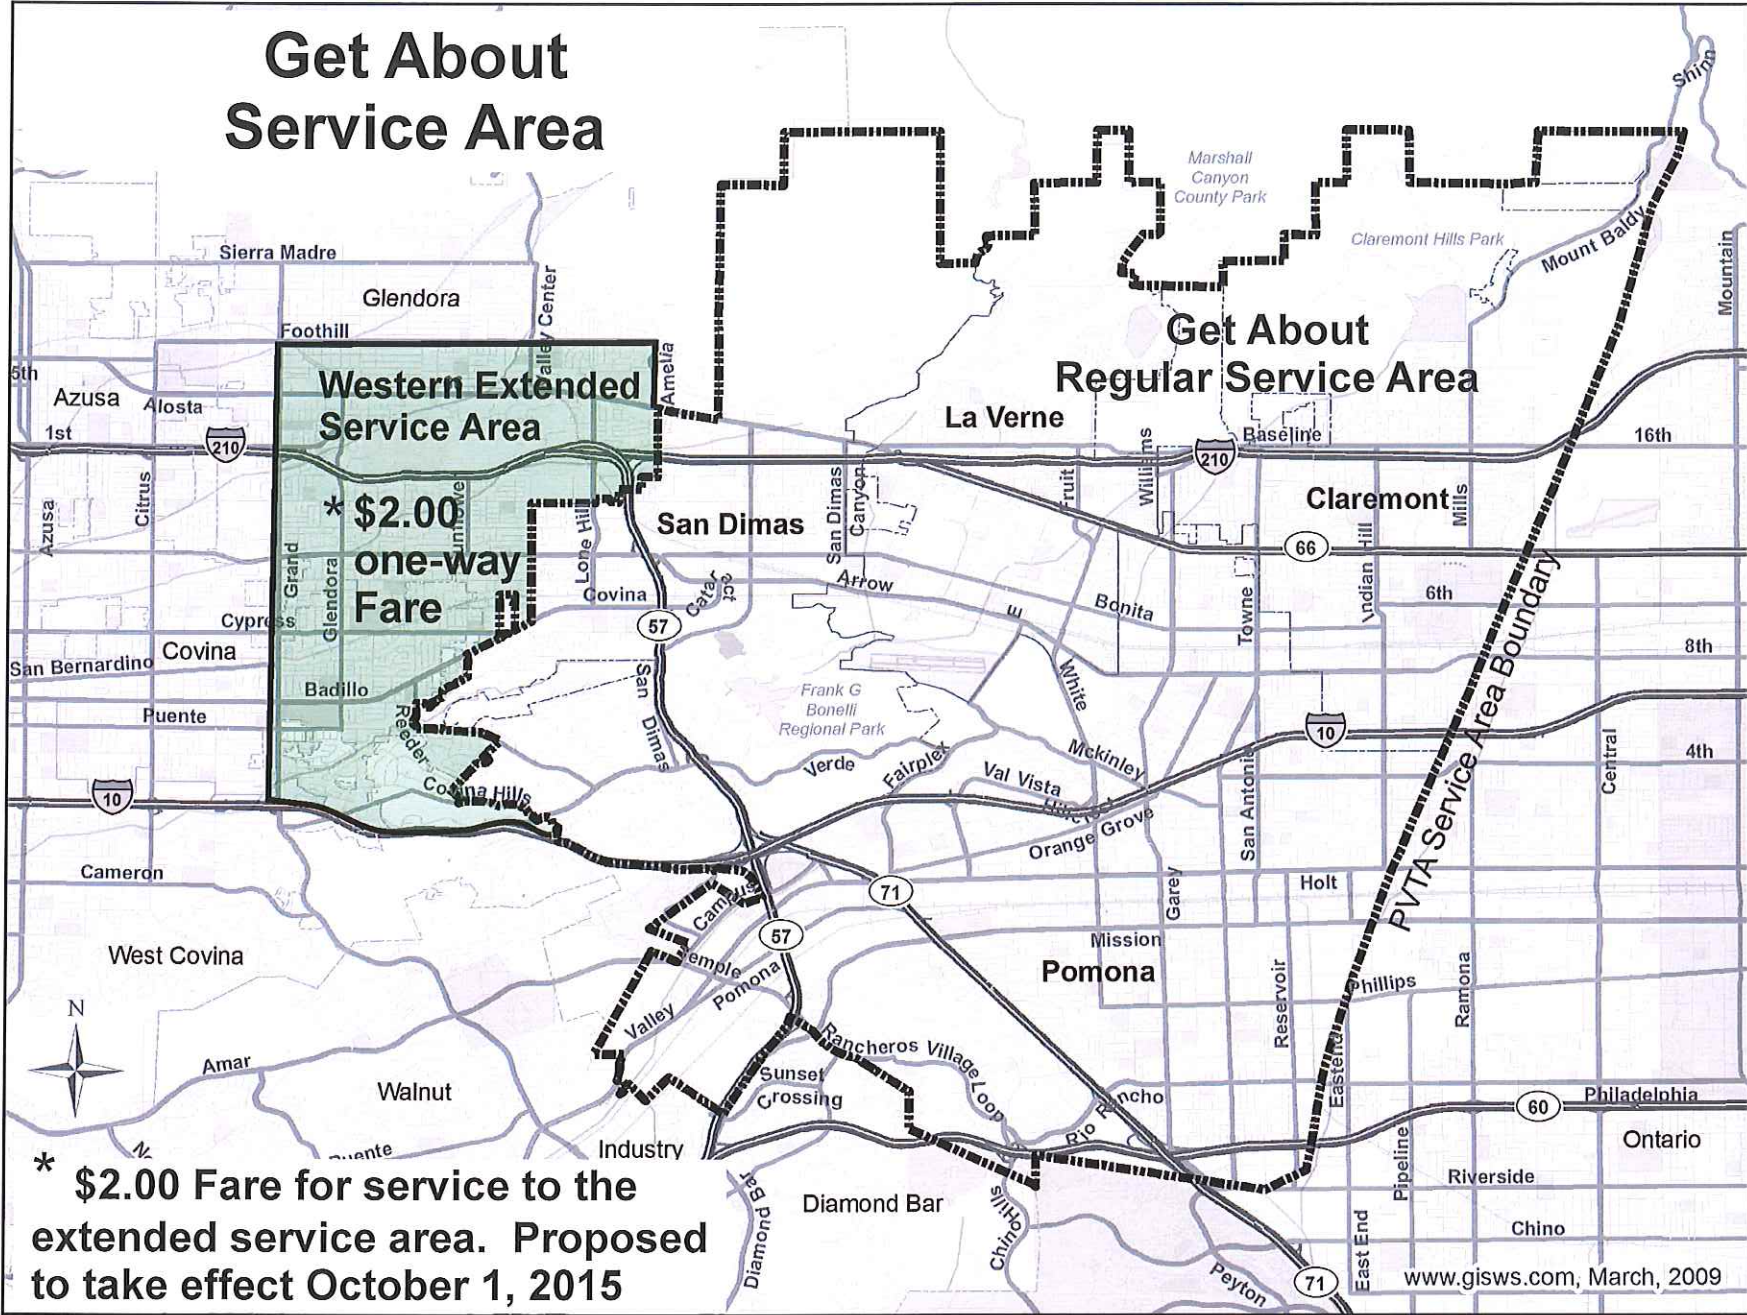 Get About
Service Area
Shinn
Marshall
Canyon
County Park
Claremont Hills Park
Mount Baldy
Mountain
Sierra Madre
Glendora
Valley Center
Foothill
Amelia
Get About
Regular Service Area
5th
Azusa
Alosta
Western Extended
Service Area
La Verne
1st
210
210
Baseline
16th
Azusa
Citrus
* $2.00
one-way
Fare
Grand
Glendora
Lone Hill
San Dimas
San Dimas
Canyon
Fruit
Williams
Claremont
Mills
66
Indian Hill
Covina
Cataract
Arrow
E
Bonita
Towne
6th
Cypress
57
San Bernardino
Covina
8th
Badillo
San Dimas
Frank G
Bonelli
Regional Park
White
PVTA Service Area Boundary
Puente
Reeder
10
Covina Hills
10
Verde
Fairplex
Mckinley
Val Vista
Orange Grove
San Antonio
Central
4th
Cameron
71
Holt
Garey
Campus
57
West Covina
Mission
Temple
Pomona
Pomona
Reservoir
Phillips
Ramona
N
Valley
Rancheros Village Loop
Amar
Sunset
Crossing
Walnut
Eastend
Rio Rancho
60
Philadelphia
Industry
Ontario
Puente
Pipeline
Riverside
* $2.00 Fare for service to the
extended service area. Proposed
to take effect October 1, 2015
Diamond Bar
Diamond Bar
Chino Hills
Chino
East End
Peyton
71
www.gisws.com, March, 2009